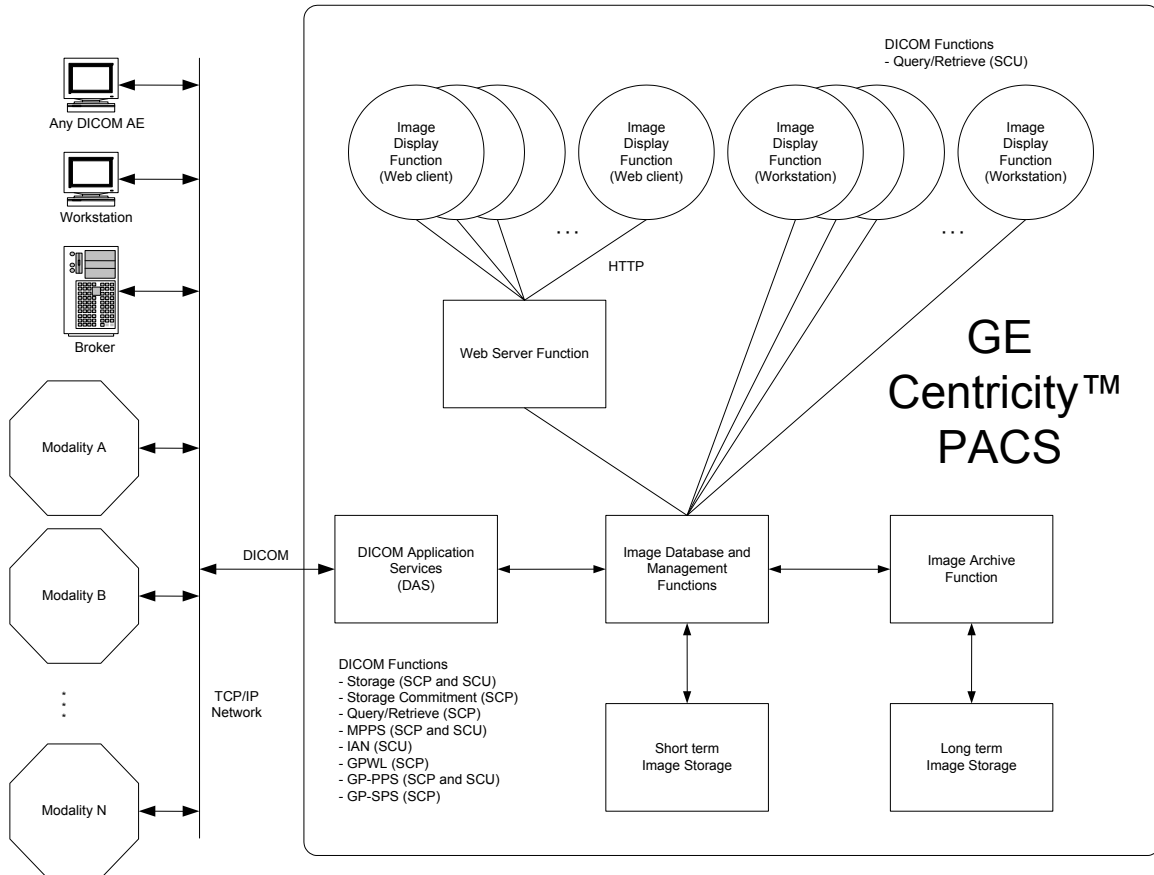 Any DICOM AE
Workstation
Broker
Modality A
Modality B
Modality N
TCP/IP
Network
DICOM
DICOM Functions
- Query/Retrieve (SCU)
Image
Display
Function
(Web client)
Image
Display
Function
(Web client)
Image
Display
Function
(Workstation)
Image
Display
Function
(Workstation)
...
...
HTTP
Web Server Function
GE
Centricity™
PACS
DICOM Application
Services
(DAS)
Image Database and
Management
Functions
Image Archive
Function
DICOM Functions
- Storage (SCP and SCU)
- Storage Commitment (SCP)
- Query/Retrieve (SCP)
- MPPS (SCP and SCU)
- IAN (SCU)
- GPWL (SCP)
- GP-PPS (SCP and SCU)
- GP-SPS (SCP)
Short term
Image Storage
Long term
Image Storage